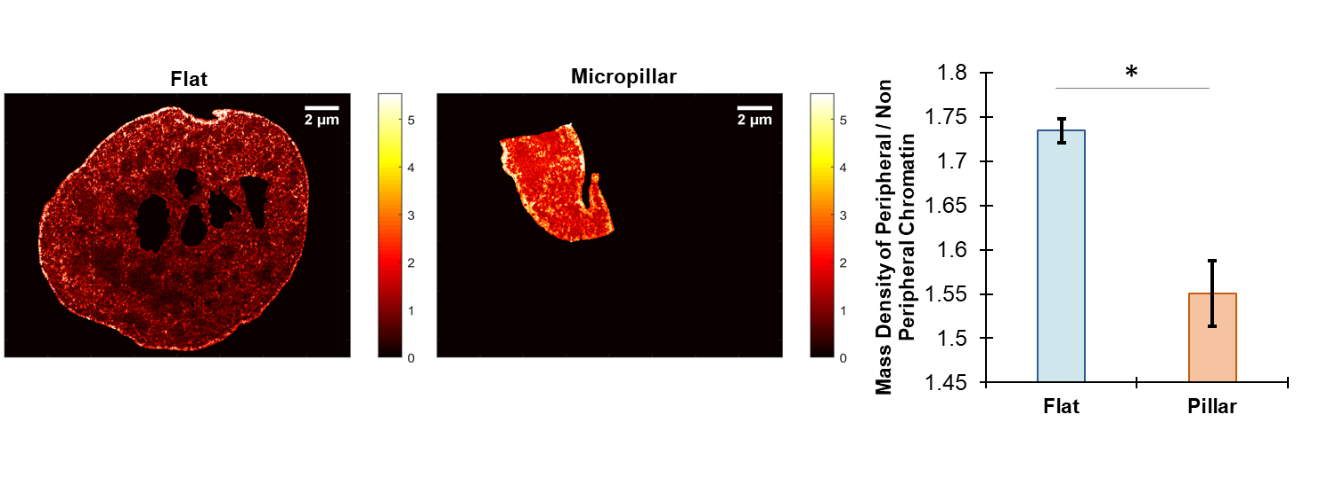 Flat
2 µm
5
4
3
2
1
0
Micropillar
2 µm
5
4
3
2
1
0
Mass Density of Peripheral / Non
Peripheral Chromatin
1.8
1.75
1.7
1.65
1.6
1.55
1.5
1.45
*
Flat
Pillar